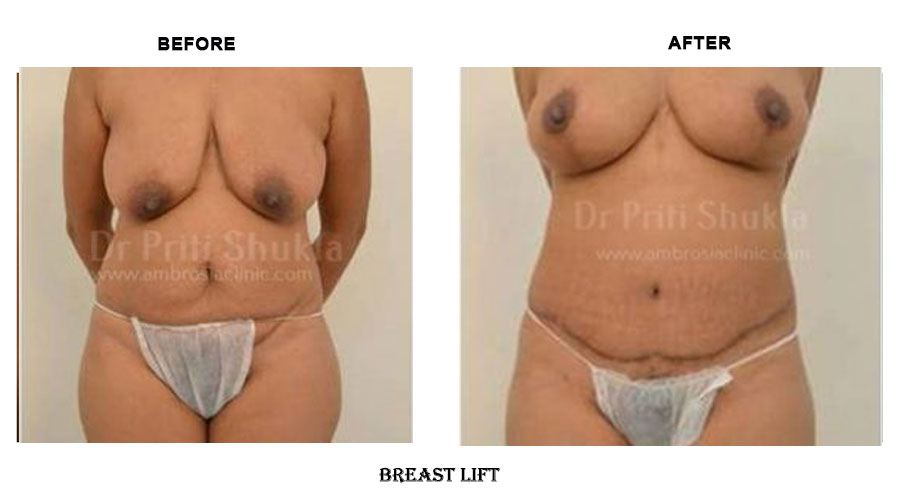 BEFORE
AFTER
Dr Priti Shukla
www.ambrosiaclinic.com
Dr Priti Shukla
www.ambrosiaclinic.com
BREAST LIFT